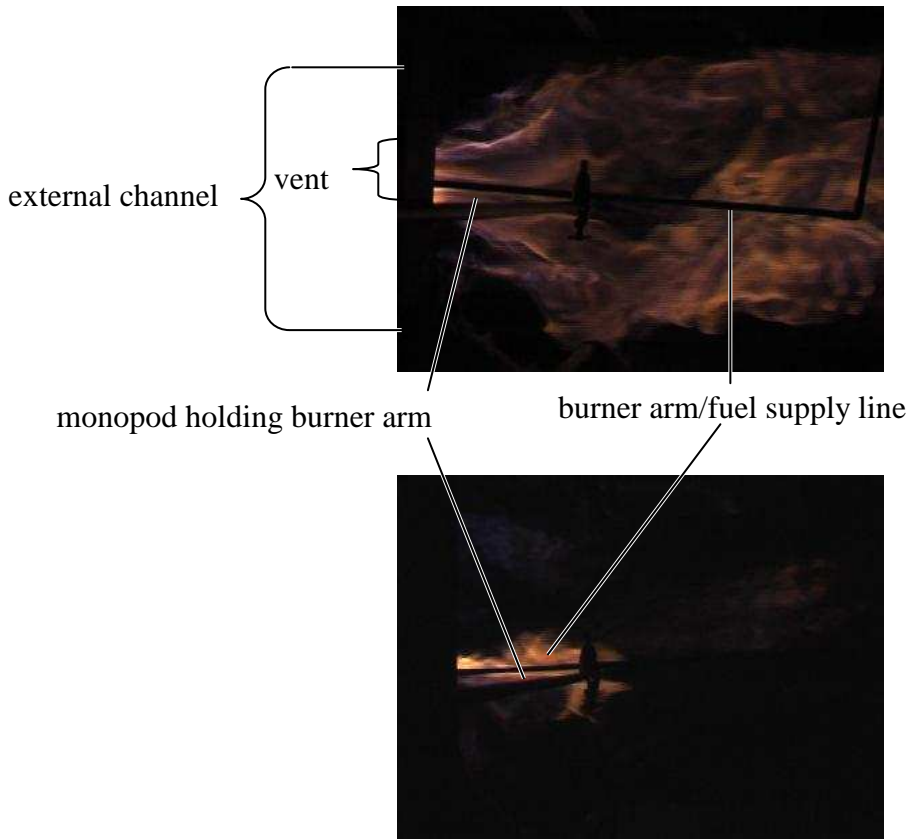 vent
external channel
monopod holding burner arm
burner arm/fuel supply line